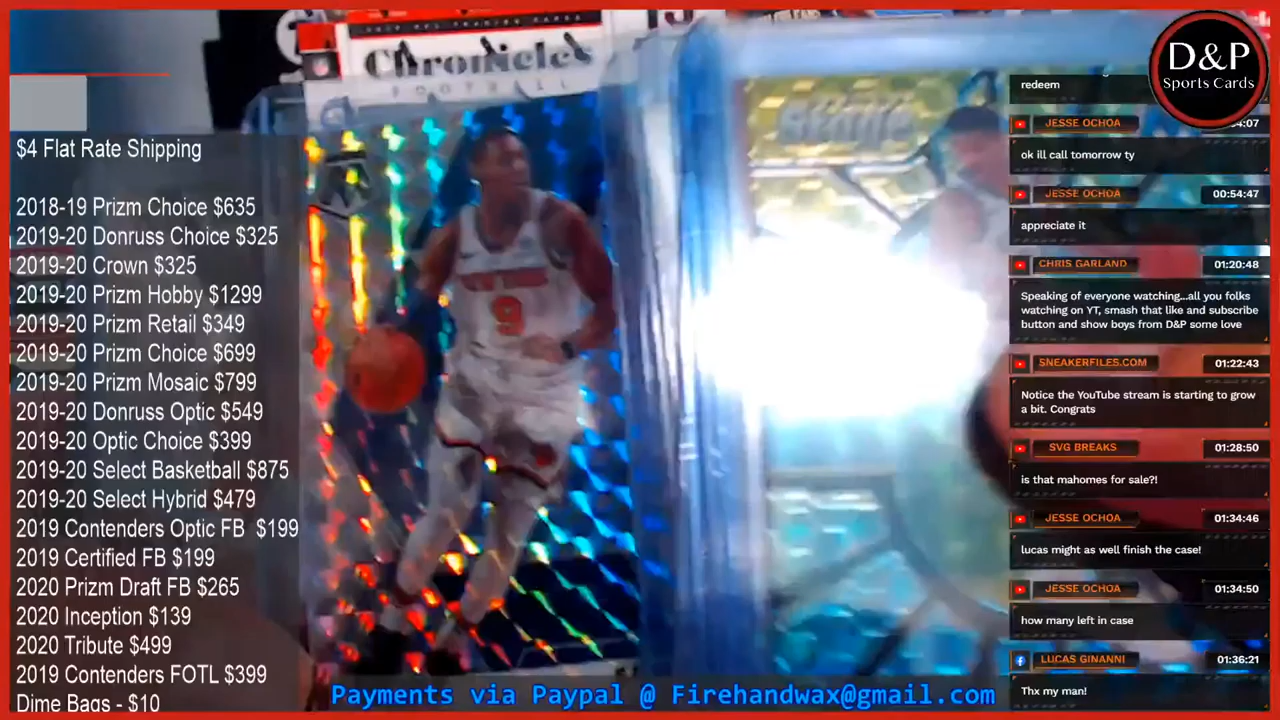 Chronicles
FOOTBALL
D&P
Sports Cards
$4 Flat Rate Shipping
2018-19 Prizm Choice $635
2019-20 Donruss Choice $325
2019-20 Crown $325
2019-20 Prizm Hobby $1299
2019-20 Prizm Retail $349
2019-20 Prizm Choice $699
2019-20 Prizm Mosaic $799
2019-20 Donruss Optic $549
2019-20 Optic Choice $399
2019-20 Select Basketball $875
2019-20 Select Hybrid $479
2019 Contenders Optic FB $199
2019 Certified FB $199
2020 Prizm Draft FB $265
2020 Inception $139
2020 Tribute $499
2019 Contenders FOTL $399
Dime Bags - $10
NEW YORK
9
redeem
JESSE OCHOA
4:07
ok ill call tomorrow ty
JESSE OCHOA 00:54:47
appreciate it
CHRIS GARLAND 01:20:48
Speaking of everyone watching...all you folks
watching on YT, smash that like and subscribe
button and show boys from D&P some love
SNEAKERFILES.COM 01:22:43
Notice the YouTube stream is starting to grow
a bit. Congrats
SVG BREAKS 01:28:50
is that mahomes for sale?!
JESSE OCHOA 01:34:46
lucas might as well finish the case!
JESSE OCHOA 01:34:50
how many left in case
LUCAS GINANNI 01:36:21
Thx my man!
Payments via Paypal @ Firehandwax@gmail.com